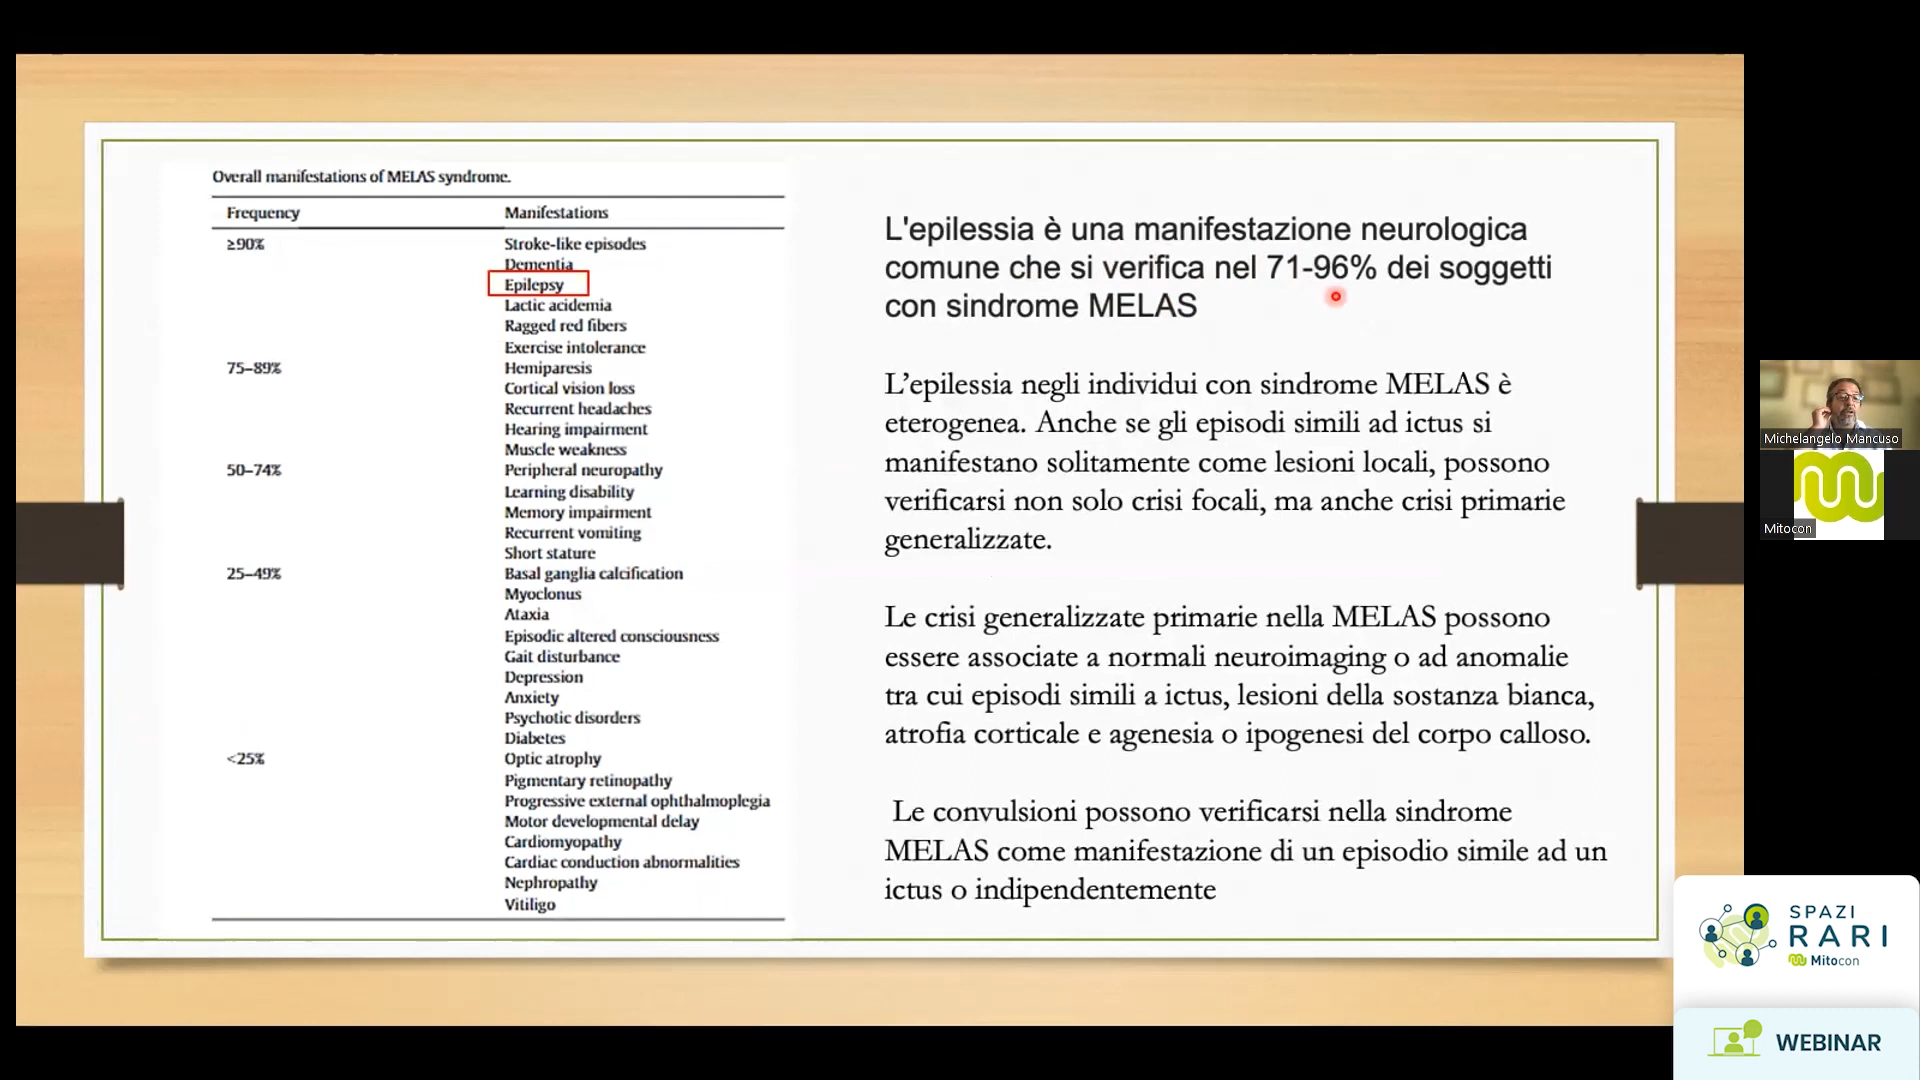 Overall manifestations of MELAS syndrome.
Frequency Manifestations
≥90% Stroke-like episodes
Dementia
Epilepsy
Lactic acidemia
Ragged red fibers
Exercise intolerance
75–89% Hemiparesis
Cortical vision loss
Recurrent headaches
Hearing impairment
Muscle weakness
50–74% Peripheral neuropathy
Learning disability
Memory impairment
Recurrent vomiting
Short stature
25–49% Basal ganglia calcification
Myoclonus
Ataxia
Episodic altered consciousness
Gait disturbance
Depression
Anxiety
Psychotic disorders
Diabetes
<25% Optic atrophy
Pigmentary retinopathy
Progressive external ophthalmoplegia
Motor developmental delay
Cardiomyopathy
Cardiac conduction abnormalities
Nephropathy
Vitiligo
L'epilessia è una manifestazione neurologica
comune che si verifica nel 71-96% dei soggetti
con sindrome MELAS
L’epilessia negli individui con sindrome MELAS è
eterogenea. Anche se gli episodi simili ad ictus si
manifestano solitamente come lesioni locali, possono
verificarsi non solo crisi focali, ma anche crisi primarie
generalizzate.
Le crisi generalizzate primarie nella MELAS possono
essere associate a normali neuroimaging o ad anomalie
tra cui episodi simili a ictus, lesioni della sostanza bianca,
atrofia corticale e agenesia o ipogenesi del corpo calloso.
Le convulsioni possono verificarsi nella sindrome
MELAS come manifestazione di un episodio simile ad un
ictus o indipendentemente
Michelangelo Mancuso
Mitocon
SPAZI
RARI
Mitocon
WEBINAR